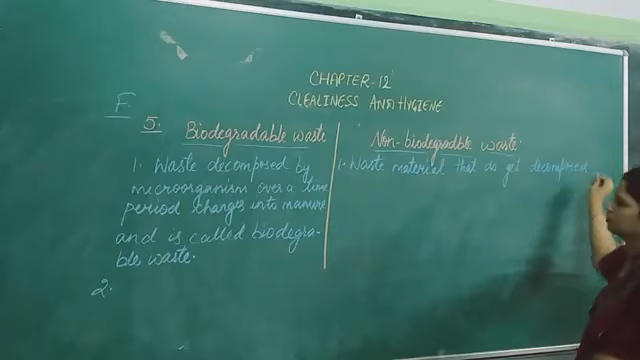 CHAPTER-12
CLEALINESS AND HYGIENE
F
5. Biodegradable waste
1. Waste decomposed by
microorganism over a time
period changes into manure
and is called biodegra-
ble waste.
2.
Non-biodegradble waste.
1. Waste material that do get decomposed